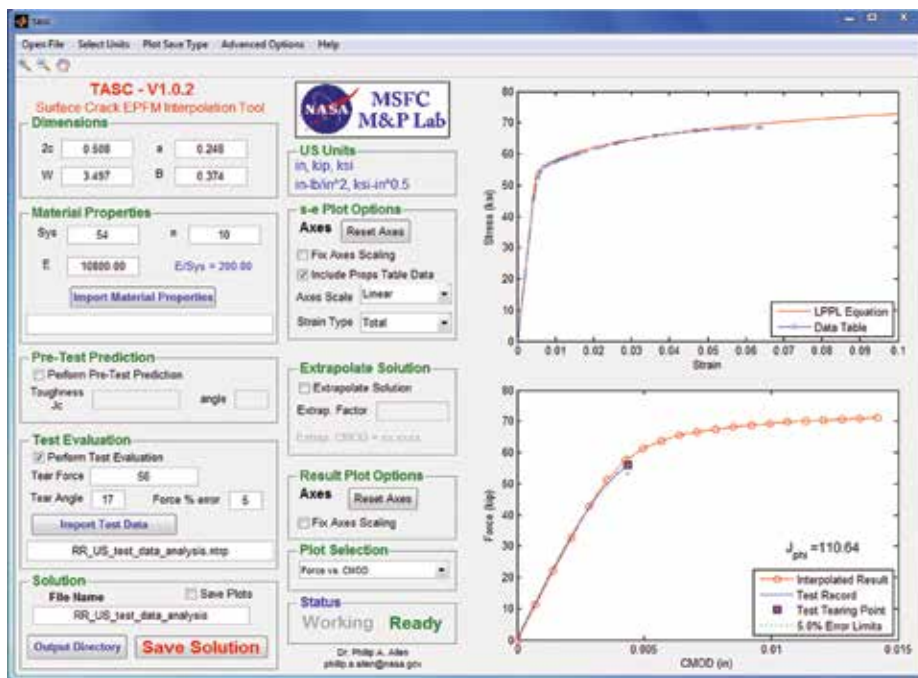 tasc
Open File Select Units Plot Save Type Advanced Options Help
TASC - V1.0.2
Surface Crack EPFM Interpolation Tool
Dimensions
2c 0.508 a 0.248
W 3.497 B 0.374
Material Properties
Sys 54 n 10
E 10800.00 E/Sys = 200.00
Import Material Properties
Pre-Test Prediction
Perform Pre-Test Prediction
Toughness
Jc angle
Test Evaluation
Perform Test Evaluation
Tear Force 56
Tear Angle 17 Force % error 5
Import Test Data
RR_US_test_data_analysis.ntrp
Solution
File Name Save Plots
RR_US_test_data_analysis
Output Directory Save Solution
NASA
MSFC
M&P Lab
US Units
in, kip, ksi
in-lb/in^2, ksi-in^0.5
s-e Plot Options
Axes Reset Axes
Fix Axes Scaling
Include Props Table Data
Axes Scale Linear
Strain Type Total
Extrapolate Solution
Extrapolate Solution
Extrap. Factor
Extrap. CMOD = xx.xxxx
Result Plot Options
Axes Reset Axes
Fix Axes Scaling
Plot Selection
Force vs. CMOD
Status
Working Ready
Dr. Phillip A. Allen
phillip.a.allen@nasa.gov
80
70
60
50
40
30
20
10
0
Stress (ksi)
LPPL Equation
Data Table
0 0.01 0.02 0.03 0.04 0.05 0.06 0.07 0.08 0.09 0.1
Strain
80
70
60
50
40
30
20
10
0
Force (kip)
Jphi =110.64
Interpolated Result
Test Record
Test Tearing Point
5.0% Error Limits
0 0.005 0.01 0.015
CMOD (in)